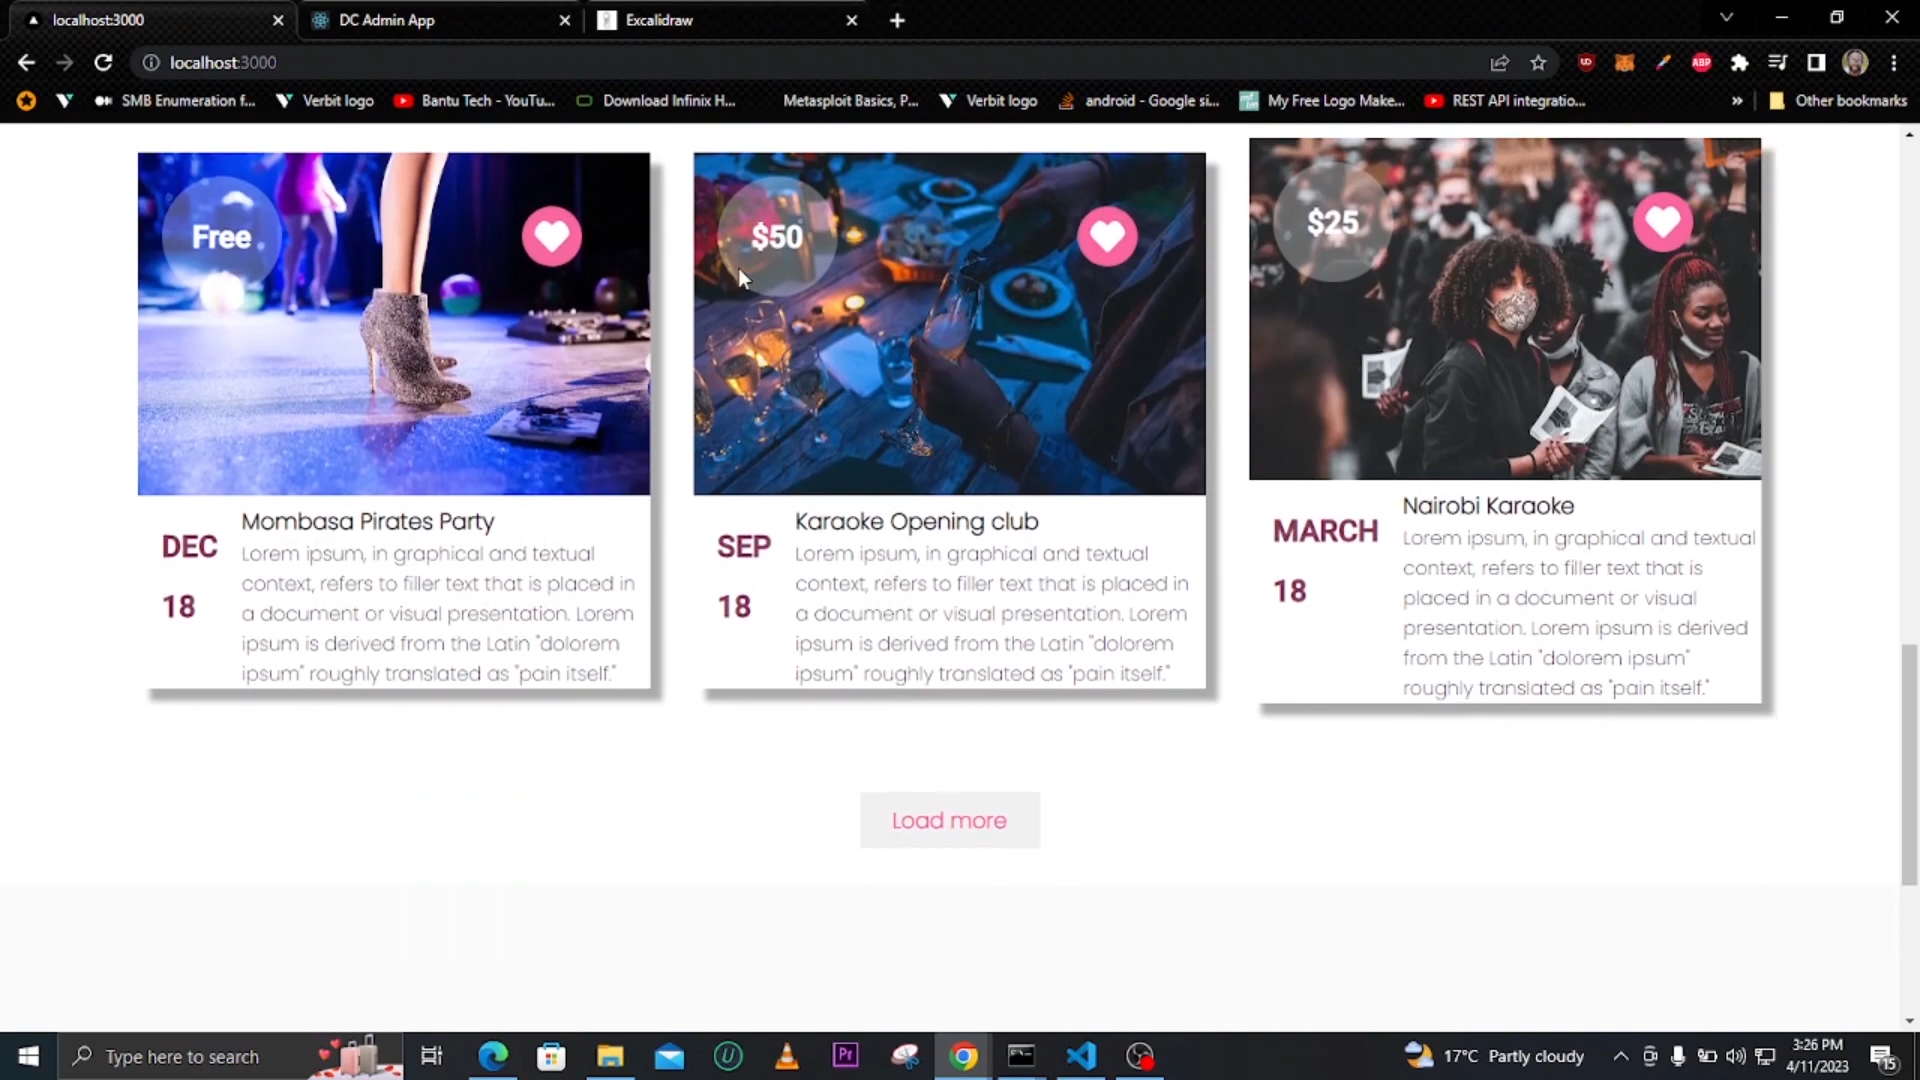 localhost:3000
DC Admin App
Excalidraw
localhost:3000
SMB Enumeration f...
Verbit logo
Bantu Tech - YouTu...
Download Infinix H...
Metasploit Basics, P...
Verbit logo
android - Google si...
My Free Logo Make...
REST API integratio...
Other bookmarks
ABP
Free
$50
$25
DEC
18
Mombasa Pirates Party
Lorem ipsum, in graphical and textual
context, refers to filler text that is placed in
a document or visual presentation. Lorem
ipsum is derived from the Latin "dolorem
ipsum" roughly translated as "pain itself."
SEP
18
Karaoke Opening club
Lorem ipsum, in graphical and textual
context, refers to filler text that is placed in
a document or visual presentation. Lorem
ipsum is derived from the Latin "dolorem
ipsum" roughly translated as "pain itself."
MARCH
18
Nairobi Karaoke
Lorem ipsum, in graphical and textual
context, refers to filler text that is
placed in a document or visual
presentation. Lorem ipsum is derived
from the Latin "dolorem ipsum"
roughly translated as "pain itself."
Load more
Type here to search
Pr
17°C Partly cloudy
3:26 PM
4/11/2023
15